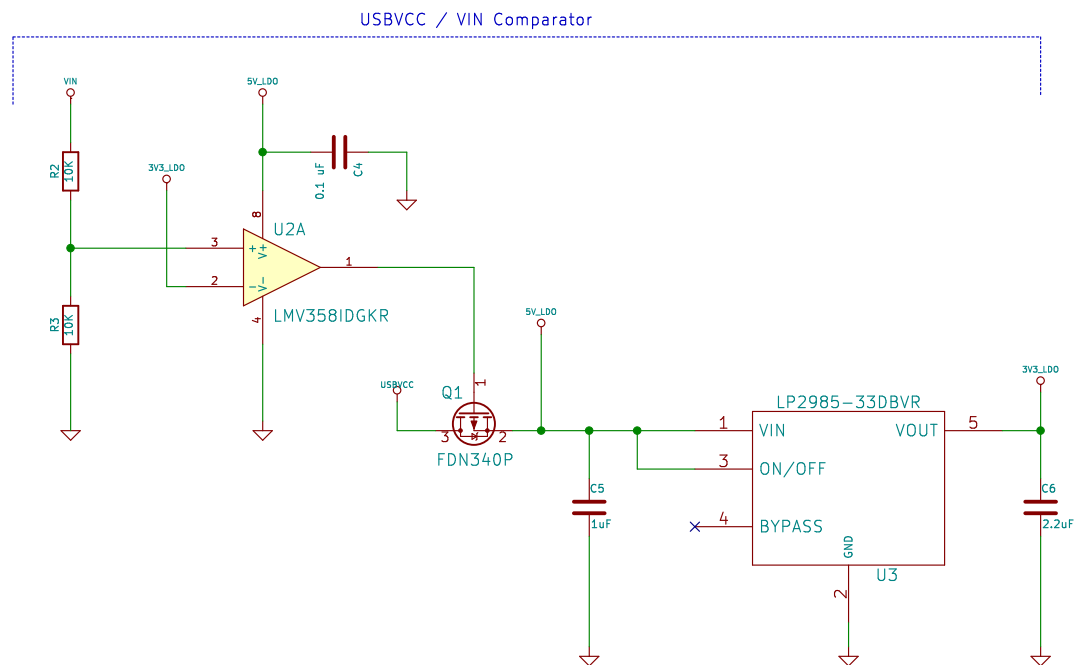 USBVCC / VIN Comparator
VIN
5V_LDO
R2
10K
3V3_LDO
0.1 uF
C4
8
U2A
3
+
V+
1
2
-
V-
4
LMV358IDGKR
R3
10K
5V_LDO
USBVCC
Q1
1
3
2
FDN340P
3V3_LDO
LP2985-33DBVR
1
VIN
VOUT
5
3
ON/OFF
C5
1uF
4
BYPASS
C6
2.2uF
GND
U3
2